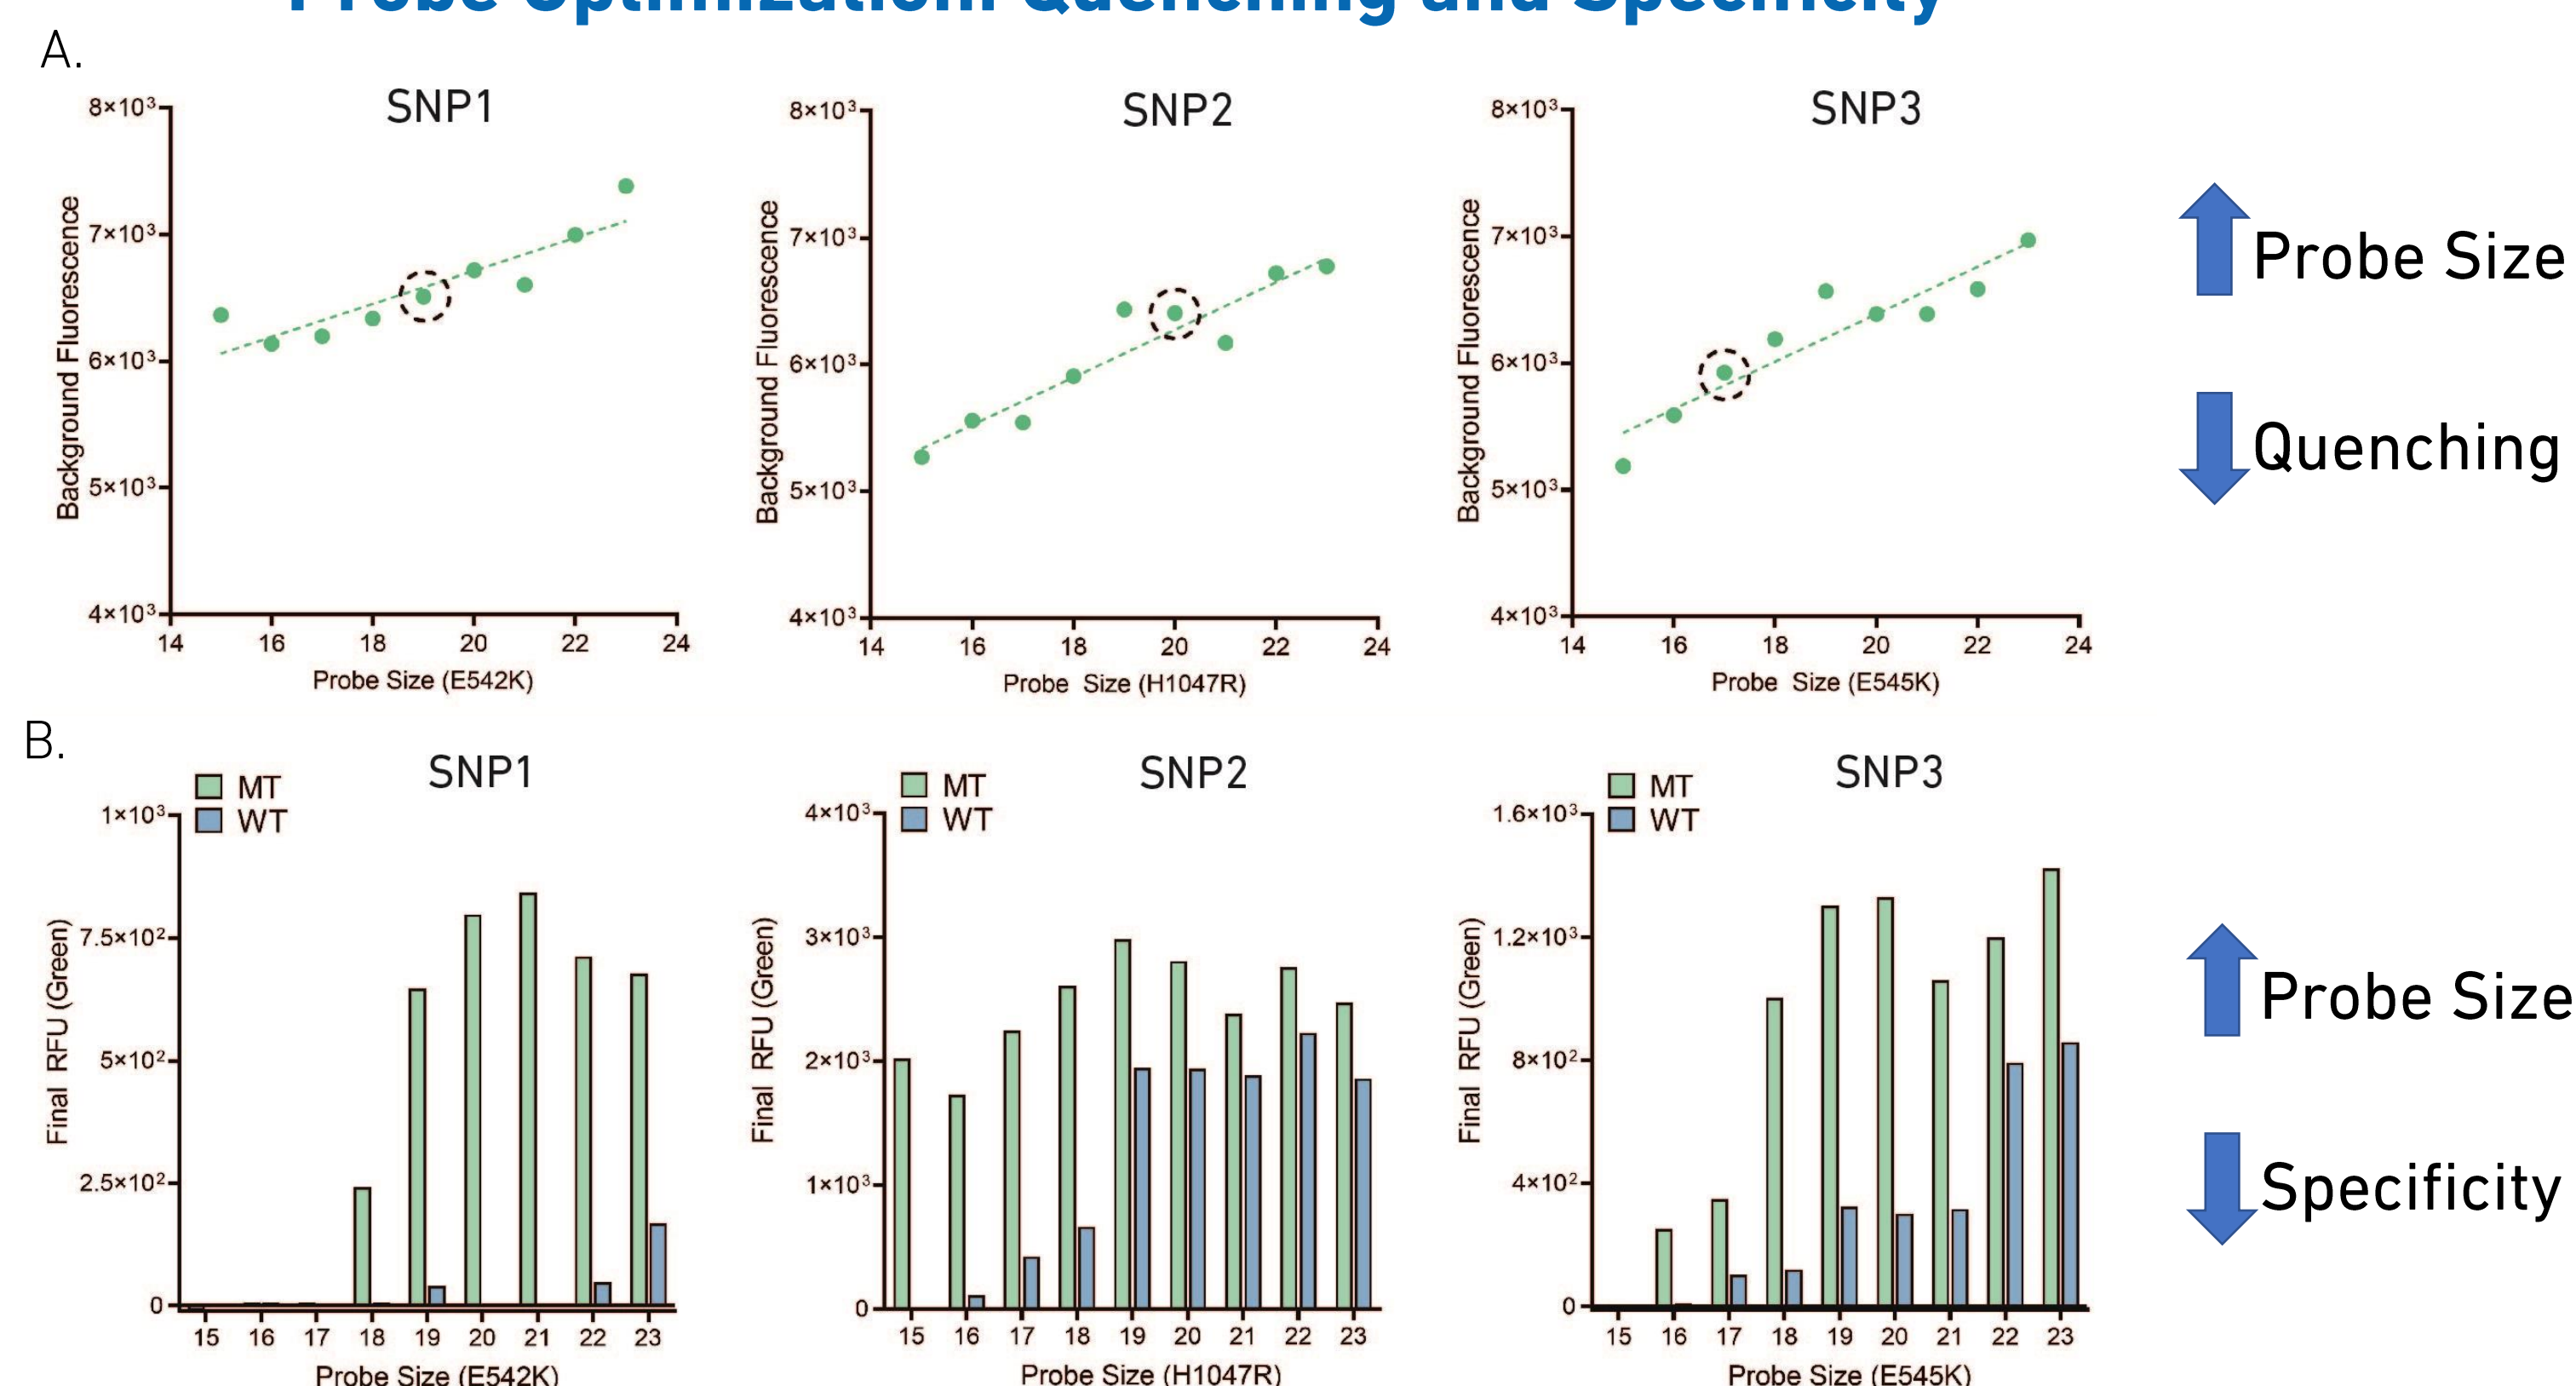 Probe Optimization: Quenching and Specificity
A.
SNP1
8×10³
7×10³
6×10³
5×10³
4×10³
Background Fluorescence
14 16 18 20 22 24
Probe Size (E542K)
SNP2
8×10³
7×10³
6×10³
5×10³
4×10³
Background Fluorescence
14 16 18 20 22 24
Probe Size (H1047R)
SNP3
8×10³
7×10³
6×10³
5×10³
4×10³
Background Fluorescence
14 16 18 20 22 24
Probe Size (E545K)
Probe Size
Quenching
B.
SNP1
MT
WT
1×10³
7.5×10²
5×10²
2.5×10²
0
Final RFU (Green)
15 16 17 18 19 20 21 22 23
Probe Size (E542K)
SNP2
MT
WT
4×10³
3×10³
2×10³
1×10³
0
Final RFU (Green)
15 16 17 18 19 20 21 22 23
Probe Size (H1047R)
SNP3
MT
WT
1.6×10³
1.2×10³
8×10²
4×10²
0
Final RFU (Green)
15 16 17 18 19 20 21 22 23
Probe Size (E545K)
Probe Size
Specificity